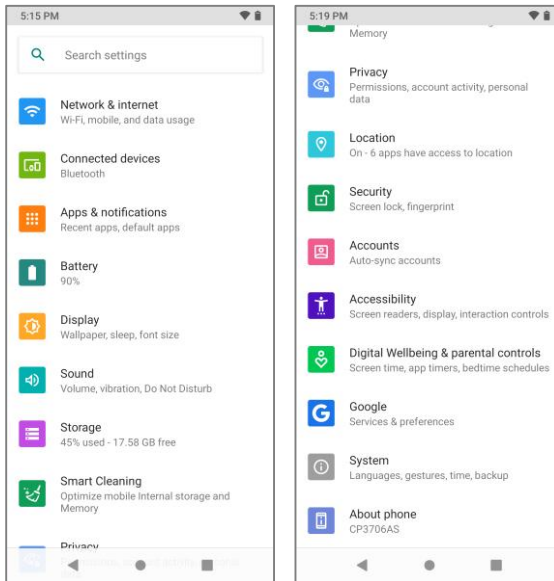 5:15 PM
Search settings
Network & internet
Wi-Fi, mobile, and data usage
Connected devices
Bluetooth
Apps & notifications
Recent apps, default apps
Battery
90%
Display
Wallpaper, sleep, font size
Sound
Volume, vibration, Do Not Disturb
Storage
45% used - 17.58 GB free
Smart Cleaning
Optimize mobile Internal storage and
Memory
Privacy
5:19 PM
Memory
Privacy
Permissions, account activity, personal
data
Location
On - 6 apps have access to location
Security
Screen lock, fingerprint
Accounts
Auto-sync accounts
Accessibility
Screen readers, display, interaction controls
Digital Wellbeing & parental controls
Screen time, app timers, bedtime schedules
Google
Services & preferences
System
Languages, gestures, time, backup
About phone
CP3706AS